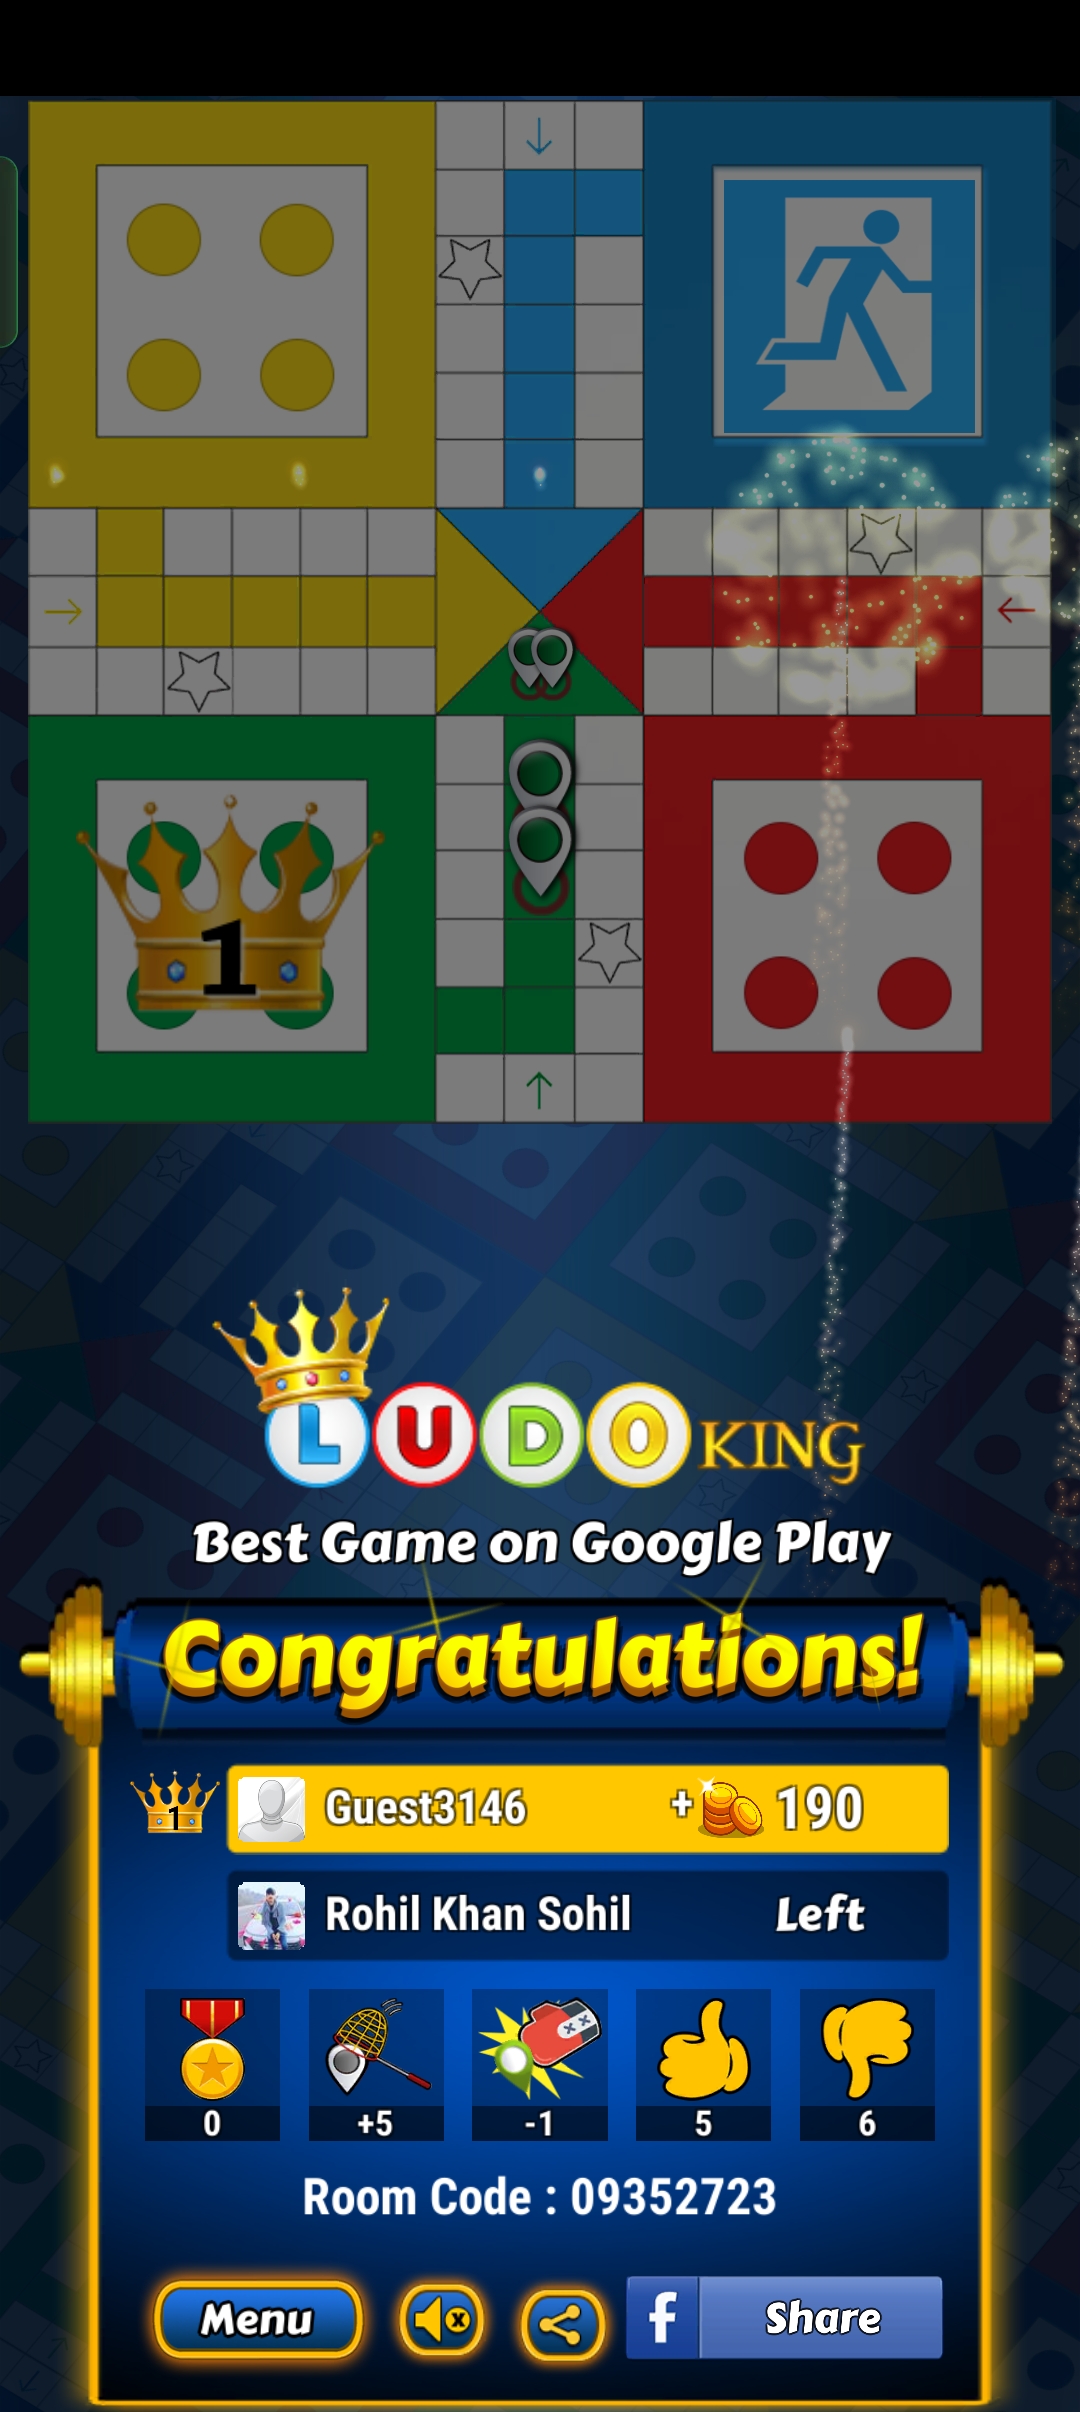 1
LUDO KING
Best Game on Google Play
Congratulations!
1 Guest3146 + 190
Rohil Khan Sohil Left
0 +5 -1 5 6
Room Code : 09352723
Menu x f Share